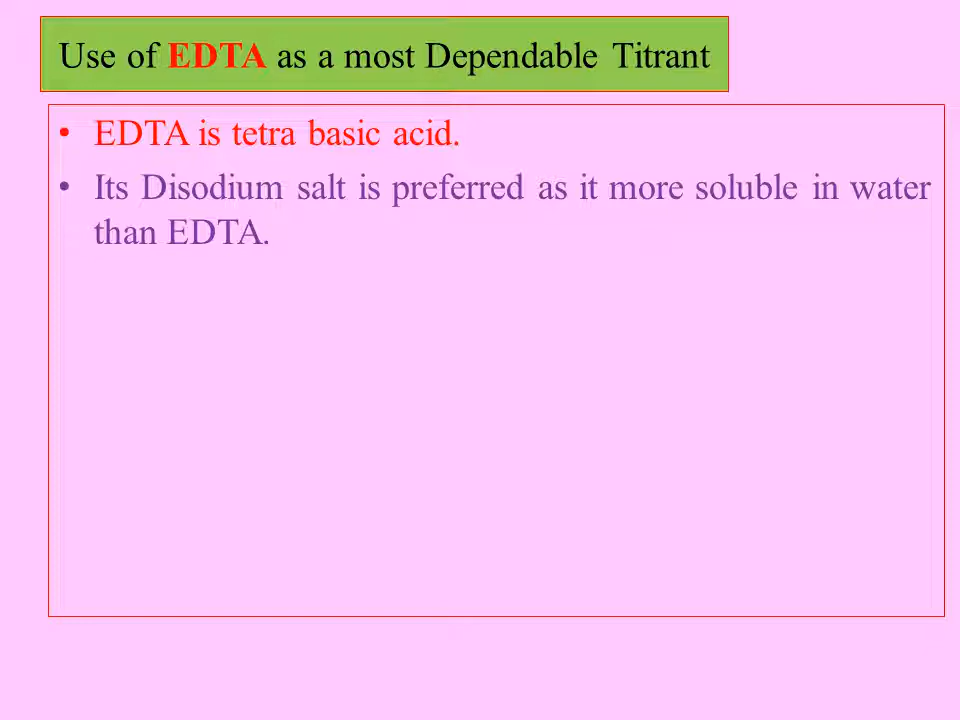 Use of EDTA as a most Dependable Titrant
• EDTA is tetra basic acid.
• Its Disodium salt is preferred as it more soluble in water
than EDTA.